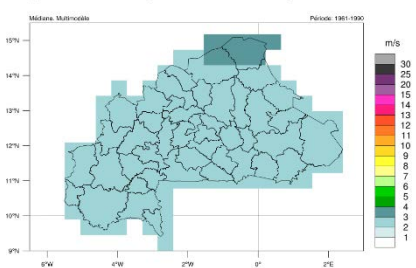 Médiane. Multimodèle
Période: 1961-1990
m/s
15°N
14°N
13°N
12°N
11°N
10°N
9°N
6°W
4°W
2°W
0°
2°E
30
25
20
15
14
13
12
11
10
9
8
7
6
5
4
3
2
1